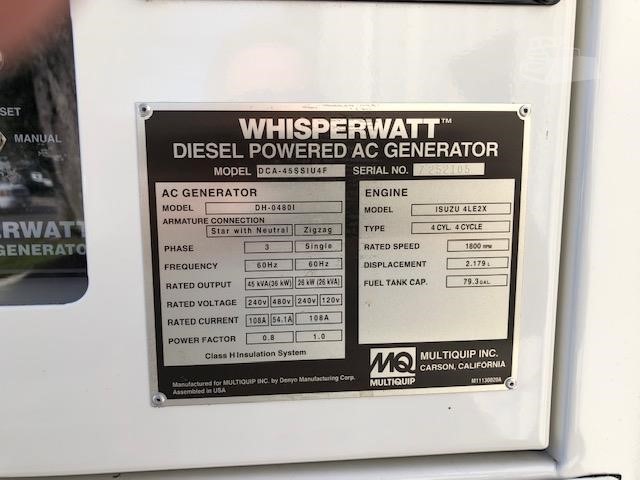 SET
MANUAL
WHISPERWATT™
DIESEL POWERED AC GENERATOR
MODEL DCA-45SSIU4F SERIAL NO. 7252105
AC GENERATOR
MODEL DH-0480I
ARMATURE CONNECTION
Star with Neutral Zigzag
PHASE 3 Single
FREQUENCY 60Hz 60Hz
RATED OUTPUT 45 kVA(36 kW) 26 kW (26 kVA)
RATED VOLTAGE 240v 480v 240v 120v
RATED CURRENT 108A 54.1A 108A
POWER FACTOR 0.8 1.0
Class H Insulation System
ENGINE
MODEL ISUZU 4LE2X
TYPE 4 CYL. 4 CYCLE
RATED SPEED 1800 RPM
DISPLACEMENT 2.179 L
FUEL TANK CAP. 79.3 GAL.
Manufactured for MULTIQUIP INC. by Denyo Manufacturing Corp.
Assembled in USA
MQ
MULTIQUIP
MULTIQUIP INC.
CARSON, CALIFORNIA
M11130020A
ERWATT
GENERATO